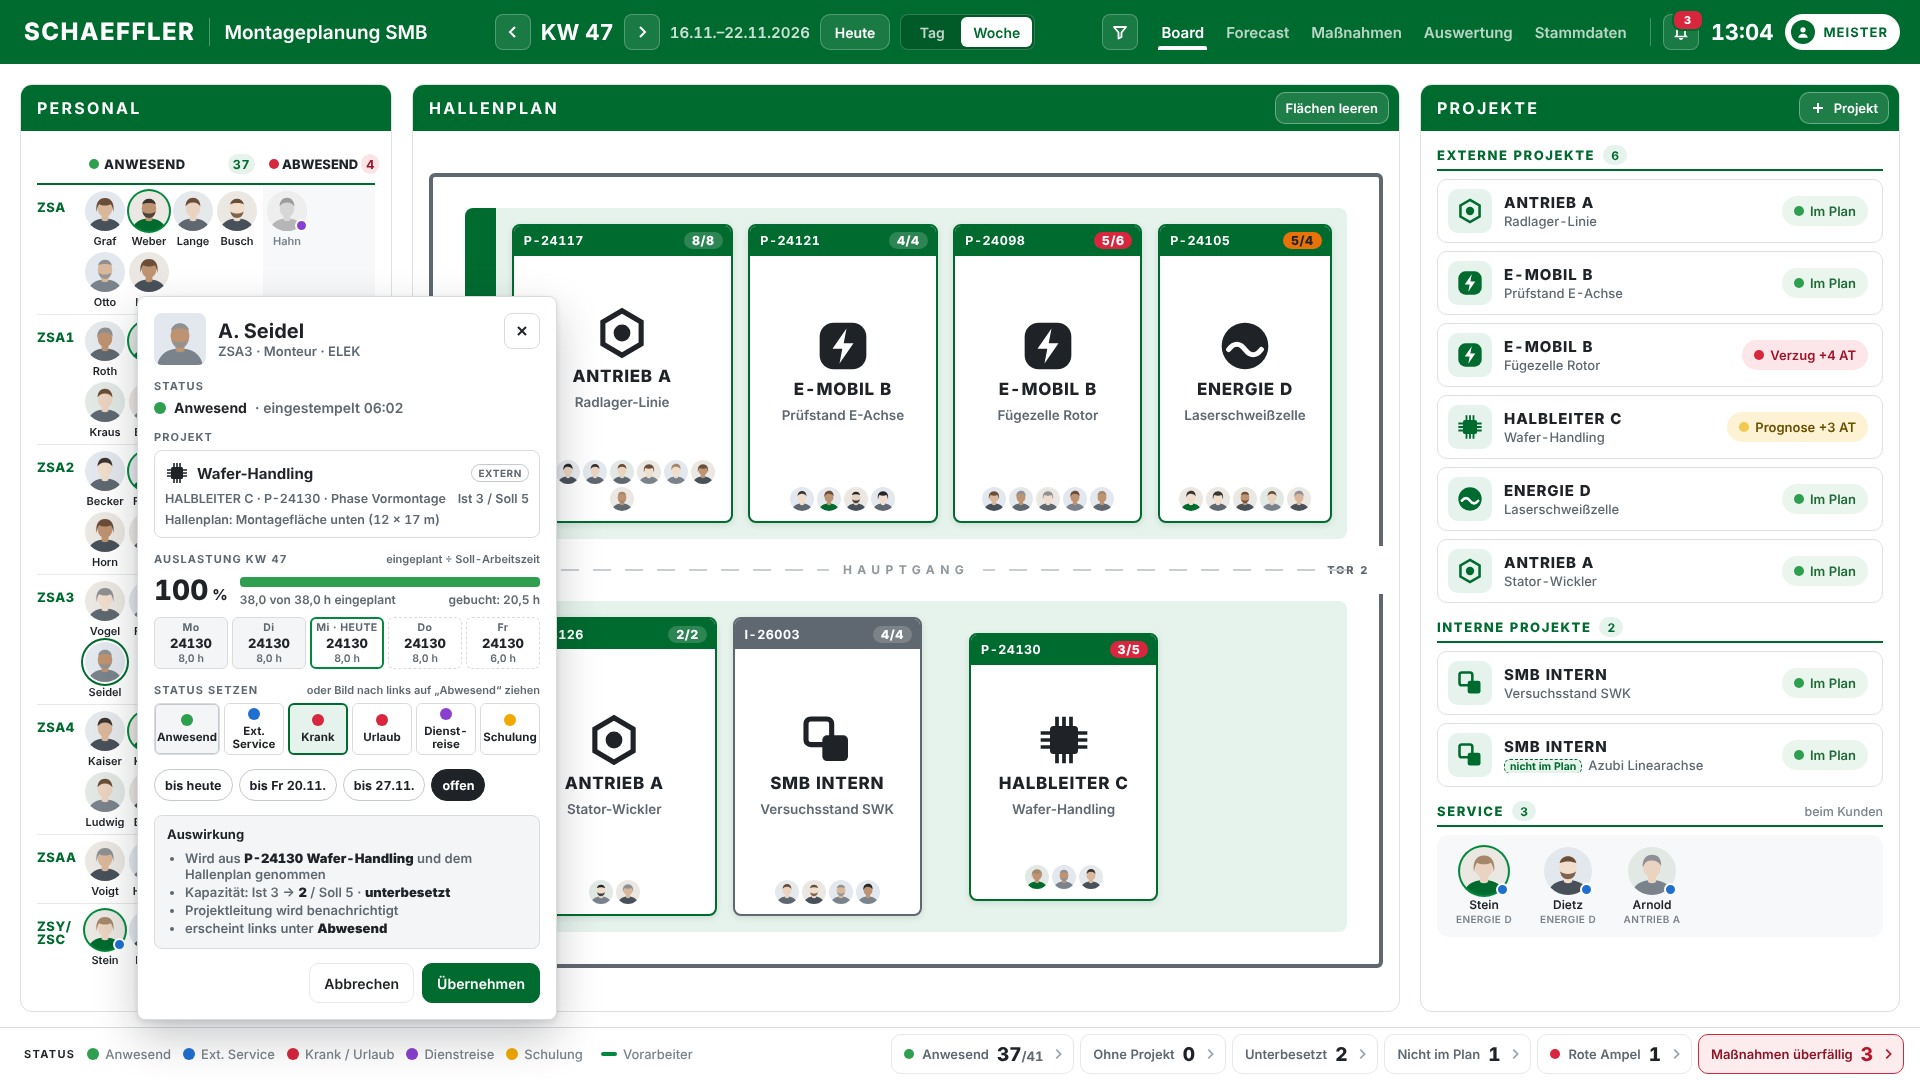 SCHAEFFLER
Montageplanung SMB
KW 47
16.11.–22.11.2026
Heute
Tag
Woche
Board
Forecast
Maßnahmen
Auswertung
Stammdaten
3
13:04
MEISTER
PERSONAL
ANWESEND 37
ABWESEND 4
ZSA
Graf
Weber
Lange
Busch
Hahn
Otto
ZSA1
Roth
Kraus
ZSA2
Becker
Horn
ZSA3
Vogel
Seidel
ZSA4
Kaiser
Ludwig
ZSAA
Voigt
ZSY/
ZSC
Stein
A. Seidel
ZSA3 · Monteur · ELEK
STATUS
Anwesend · eingestempelt 06:02
PROJEKT
Wafer-Handling
EXTERN
HALBLEITER C · P-24130 · Phase Vormontage
Ist 3 / Soll 5
Hallenplan: Montagefläche unten (12 × 17 m)
AUSLASTUNG KW 47
eingeplant ÷ Soll-Arbeitszeit
100 %
38,0 von 38,0 h eingeplant
gebucht: 20,5 h
Mo
24130
8,0 h
Di
24130
8,0 h
Mi · HEUTE
24130
8,0 h
Do
24130
8,0 h
Fr
24130
6,0 h
STATUS SETZEN
oder Bild nach links auf „Abwesend“ ziehen
Anwesend
Ext.
Service
Krank
Urlaub
Dienst-
reise
Schulung
bis heute
bis Fr 20.11.
bis 27.11.
offen
Auswirkung
• Wird aus P-24130 Wafer-Handling und dem
Hallenplan genommen
• Kapazität: Ist 3 → 2 / Soll 5 · unterbesetzt
• Projektleitung wird benachrichtigt
• erscheint links unter Abwesend
Abbrechen
Übernehmen
HALLENPLAN
Flächen leeren
P-24117 8/8
ANTRIEB A
Radlager-Linie
P-24121 4/4
E-MOBIL B
Prüfstand E-Achse
P-24098 5/6
E-MOBIL B
Fügezelle Rotor
P-24105 5/4
ENERGIE D
Laserschweißzelle
HAUPTGANG
TOR 2
126 2/2
ANTRIEB A
Stator-Wickler
I-26003 4/4
SMB INTERN
Versuchsstand SWK
P-24130 3/5
HALBLEITER C
Wafer-Handling
PROJEKTE
+ Projekt
EXTERNE PROJEKTE 6
ANTRIEB A
Radlager-Linie
Im Plan
E-MOBIL B
Prüfstand E-Achse
Im Plan
E-MOBIL B
Fügezelle Rotor
Verzug +4 AT
HALBLEITER C
Wafer-Handling
Prognose +3 AT
ENERGIE D
Laserschweißzelle
Im Plan
ANTRIEB A
Stator-Wickler
Im Plan
INTERNE PROJEKTE 2
SMB INTERN
Versuchsstand SWK
Im Plan
SMB INTERN
nicht im Plan Azubi Linearachse
Im Plan
SERVICE 3
beim Kunden
Stein
ENERGIE D
Dietz
ENERGIE D
Arnold
ANTRIEB A
STATUS
Anwesend
Ext. Service
Krank / Urlaub
Dienstreise
Schulung
Vorarbeiter
Anwesend 37/41
Ohne Projekt 0
Unterbesetzt 2
Nicht im Plan 1
Rote Ampel 1
Maßnahmen überfällig 3